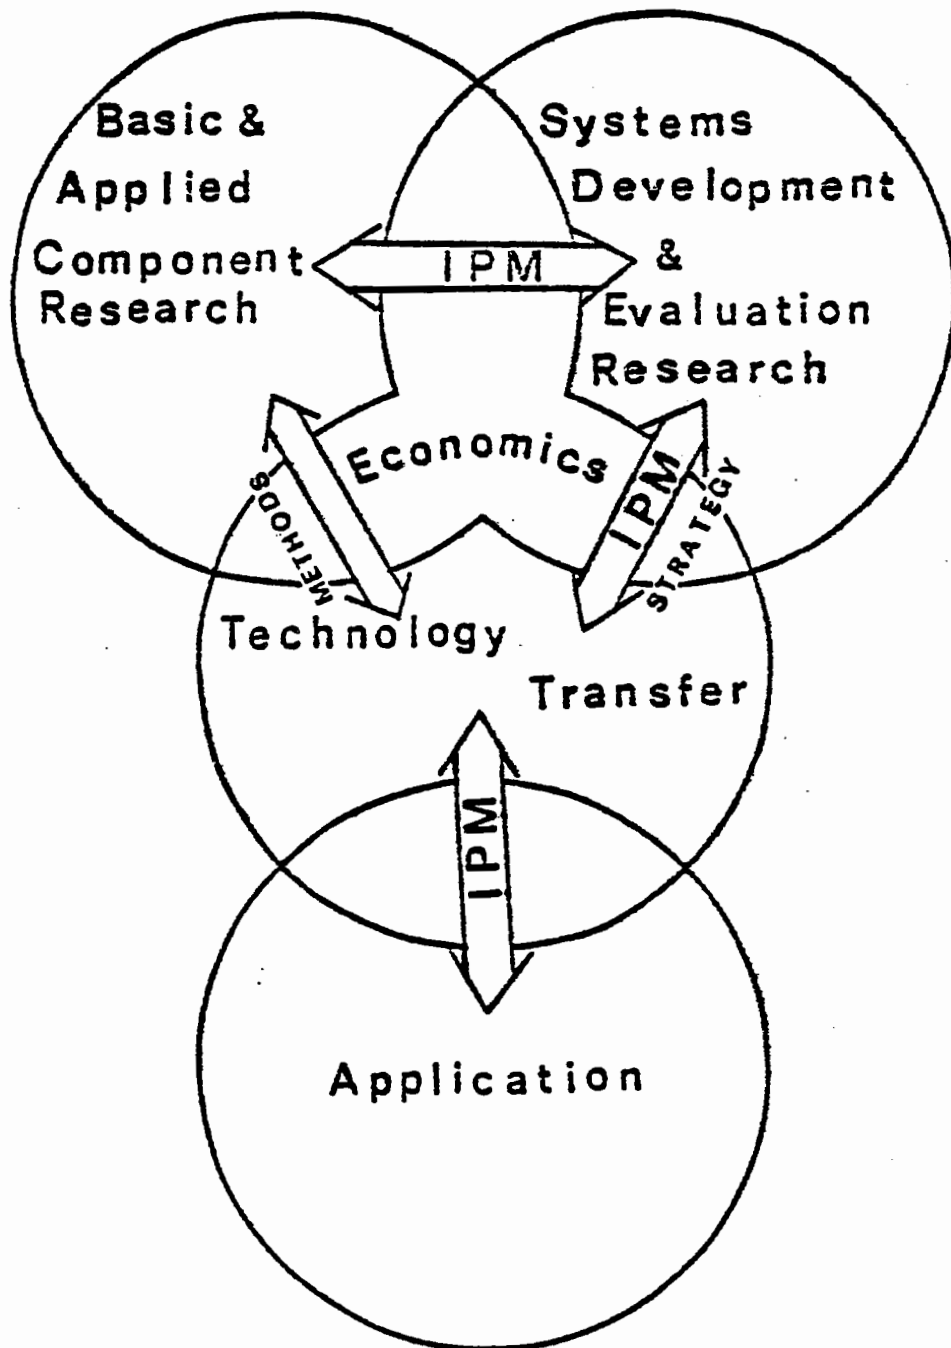 Basic &
Applied
Component
Research
Systems
Development
&
Evaluation
Research
IPM
Economics
METHODS
IPM
STRATEGY
Technology
Transfer
IPM
Application